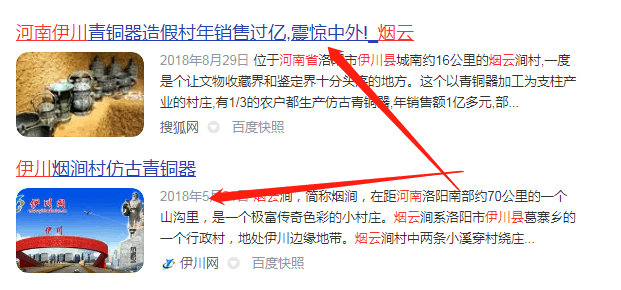 河南伊川青铜器造假村年销售过亿,震惊中外!_烟云
2018年8月29日 位于河南省洛阳市伊川县城南约16公里的烟云涧村,一度
是个让文物收藏界和鉴定界十分头疼的地方。这个以青铜器加工为支柱产
业的村庄,有1/3的农户都生产仿古青铜器,年销售额1亿多元,部...
搜狐网 百度快照
伊川烟涧村仿古青铜器
伊川网
伊川
2018年5月 日 烟云涧，简称烟涧，在距河南洛阳南部约70公里的一个
山沟里，是一个极富传奇色彩的小村庄。烟云涧系洛阳市伊川县葛寨乡的
一个行政村，地处伊川边缘地带。烟云涧村中两条小溪穿村绕庄...
伊川网 百度快照